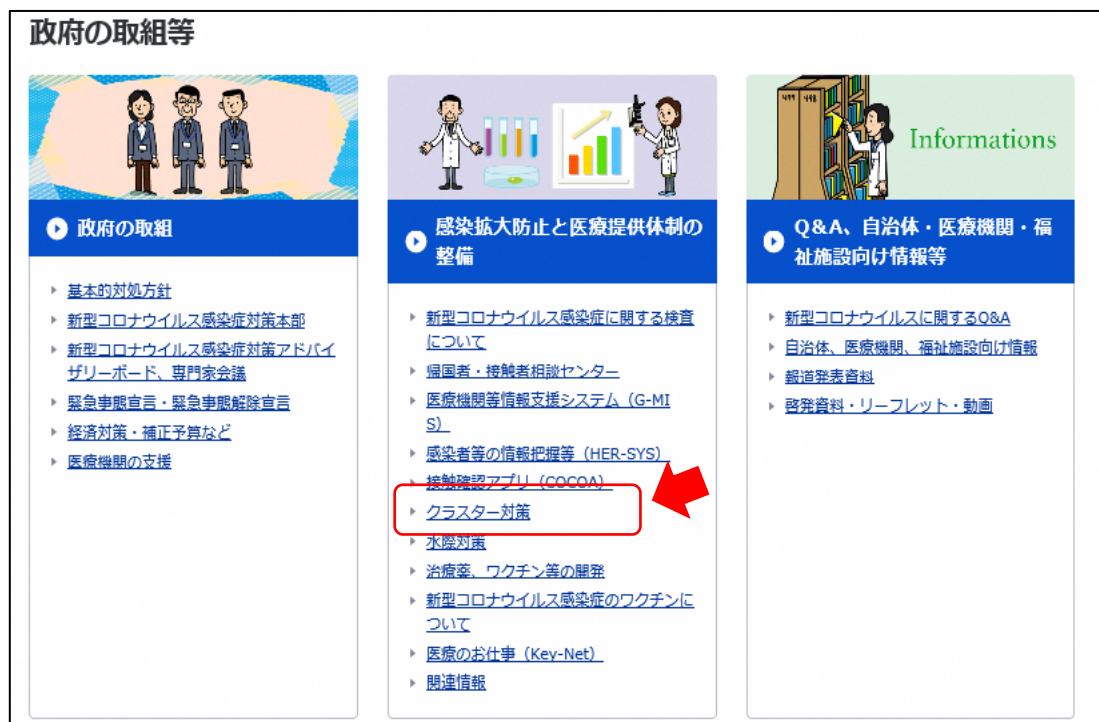 政府の取組等
政府の取組
基本的対処方針
新型コロナウイルス感染症対策本部
新型コロナウイルス感染症対策アドバイ
ザリーボード、専門家会議
緊急事態宣言・緊急事態解除宣言
経済対策・補正予算など
医療機関の支援
感染拡大防止と医療提供体制の
整備
新型コロナウイルス感染症に関する検査
について
帰国者・接触者相談センター
医療機関等情報支援システム（G-MI
S）
感染者等の情報把握等（HER-SYS）
接触確認アプリ（COCOA）
クラスター対策
水際対策
治療薬、ワクチン等の開発
新型コロナウイルス感染症のワクチンに
ついて
医療のお仕事（Key-Net）
関連情報
499 498
Informations
Q&A、自治体・医療機関・福
祉施設向け情報等
新型コロナウイルスに関するQ&A
自治体、医療機関、福祉施設向け情報
報道発表資料
啓発資料・リーフレット・動画